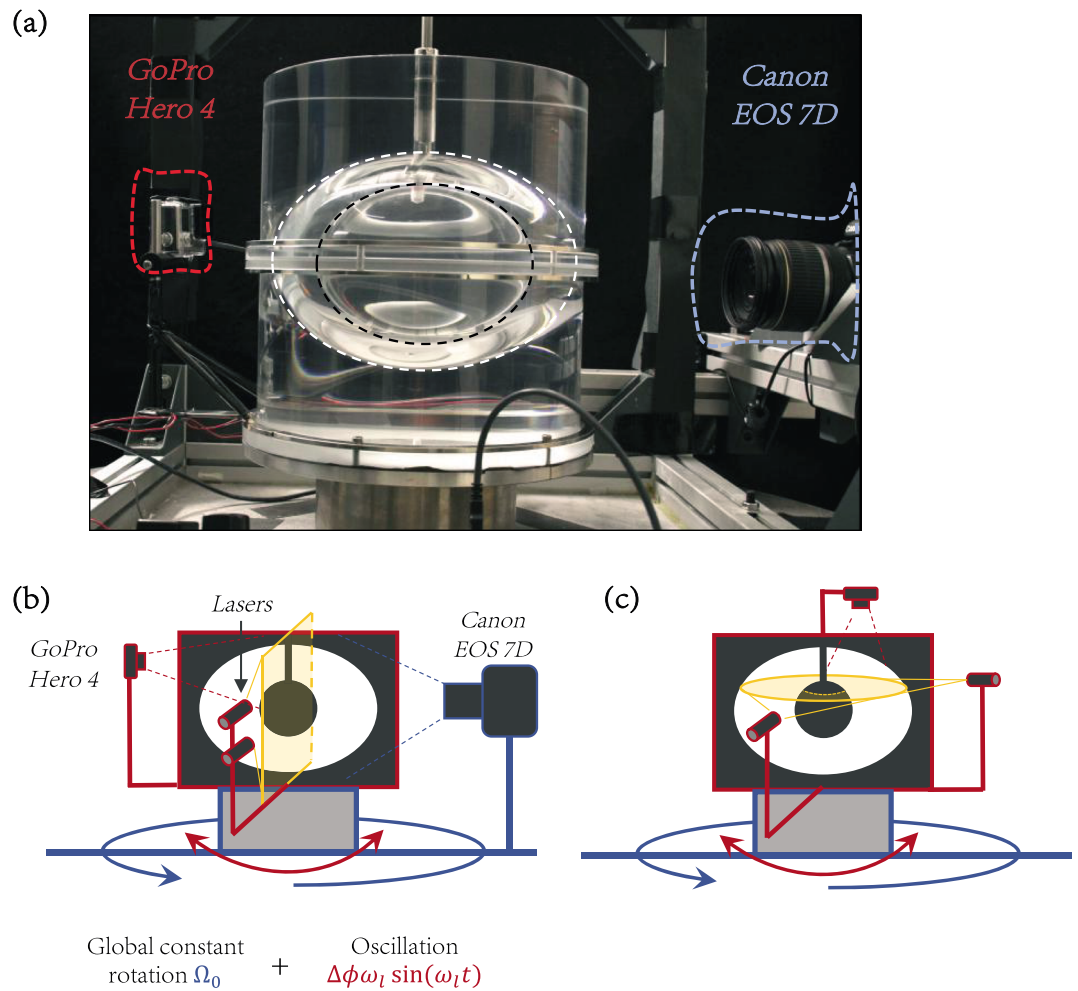 (a)
GoPro
Hero 4
Canon
EOS 7D
(b)
Lasers
GoPro
Hero 4
Canon
EOS 7D
(c)
Global constant
rotation Ω₀
+
Oscillation
Δϕω_l sin(ω_l t)